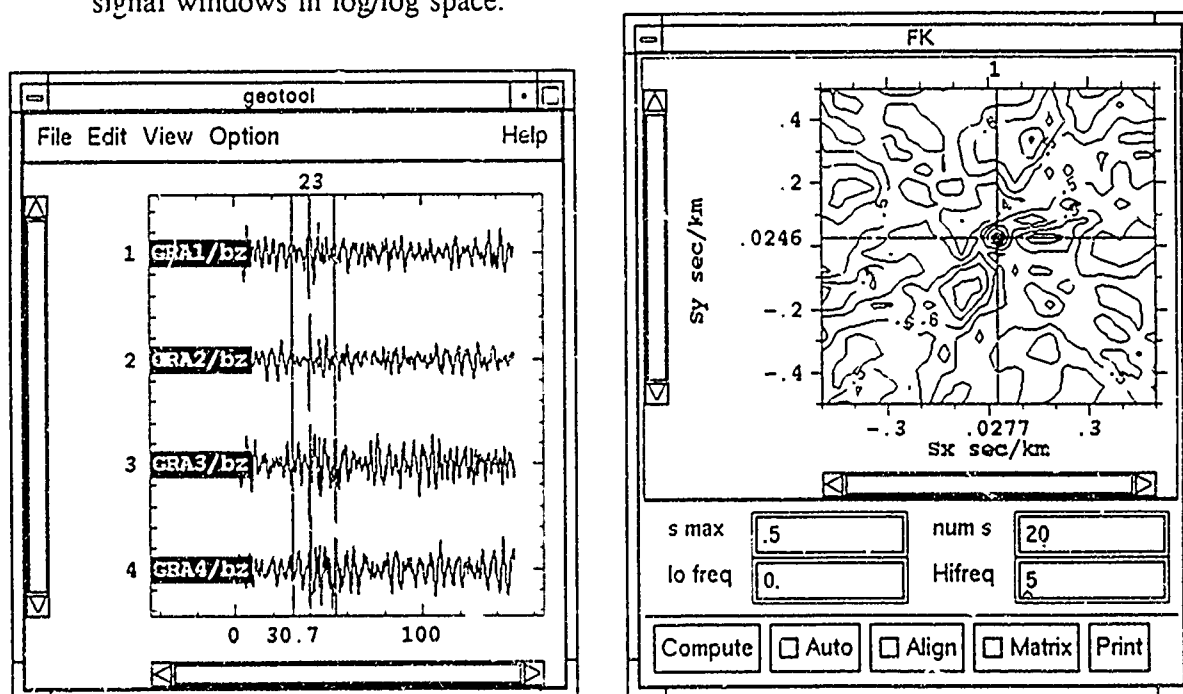 signal windows in log/log space.
geotool
File Edit View Option Help
23
1 GRA1/bz
2 GRA2/bz
3 GRA3/bz
4 GRA4/bz
0 30.7 100
FK
1
.4
.2
.0246
-.2
-.4
Sy sec/km
-.3 .0277 .3
Sx sec/km
s max .5 num s 20
lo freq 0. Hifreq 5
Compute Auto Align Matrix Print